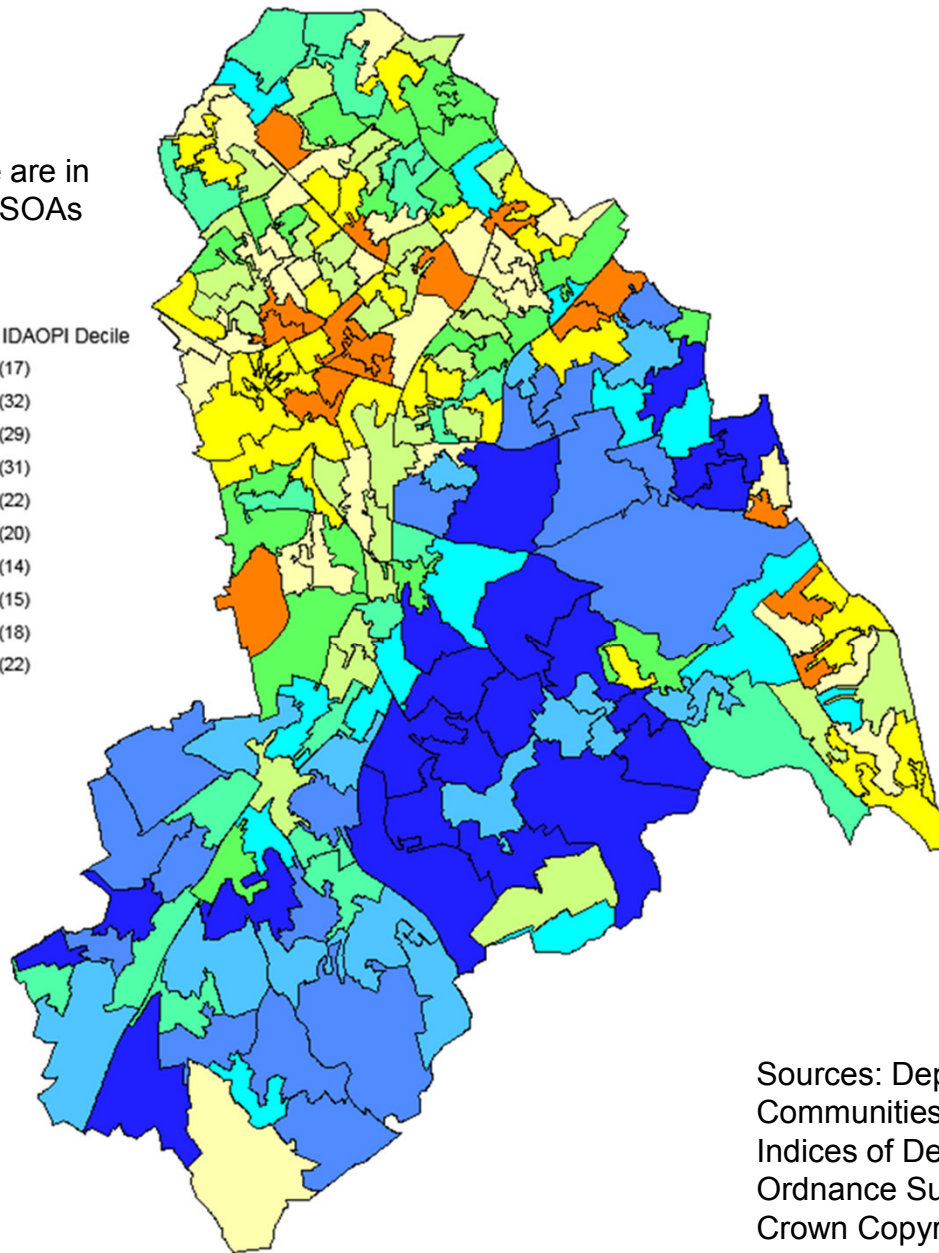 are in
SOAs
IDAOPI Decile
(17)
(32)
(29)
(31)
(22)
(20)
(14)
(15)
(18)
(22)
Sources: Dep
Communities
Indices of De
Ordnance Su
Crown Copyr